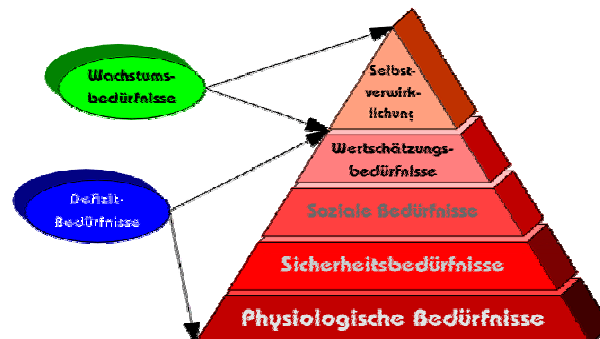 Wachstums-
bedürfnisse
Defizit-
Bedürfnisse
Selbst-
verwirk-
lichung
Wertschätzungs-
bedürfnisse
Soziale Bedürfnisse
Sicherheitsbedürfnisse
Physiologische Bedürfnisse